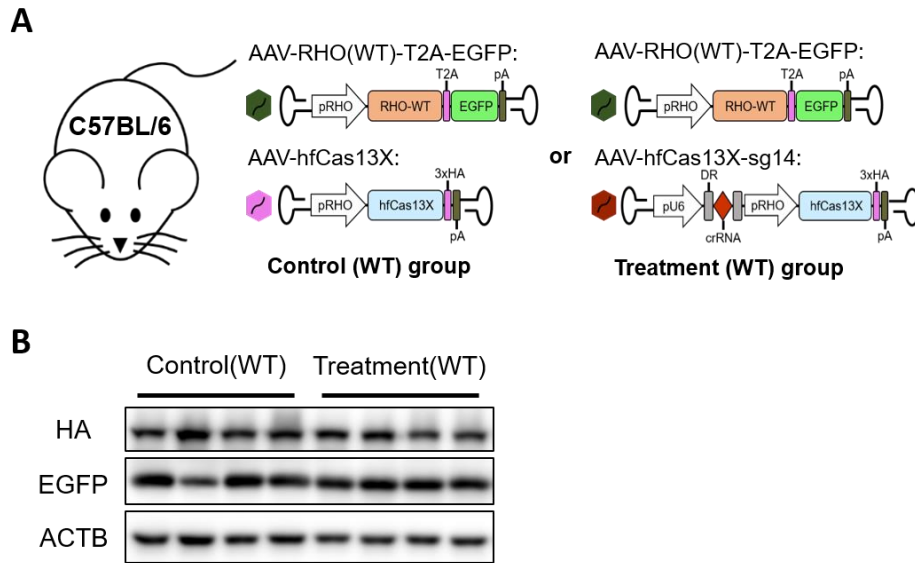 A
C57BL/6
AAV-RHO(WT)-T2A-EGFP:
T2A pA
pRHO RHO-WT EGFP
AAV-hfCas13X:
3xHA
pRHO hfCas13X
pA
Control (WT) group
or
AAV-RHO(WT)-T2A-EGFP:
T2A pA
pRHO RHO-WT EGFP
AAV-hfCas13X-sg14:
DR 3xHA
pU6 pRHO hfCas13X
crRNA pA
Treatment (WT) group
B
Control(WT) Treatment(WT)
HA
EGFP
ACTB